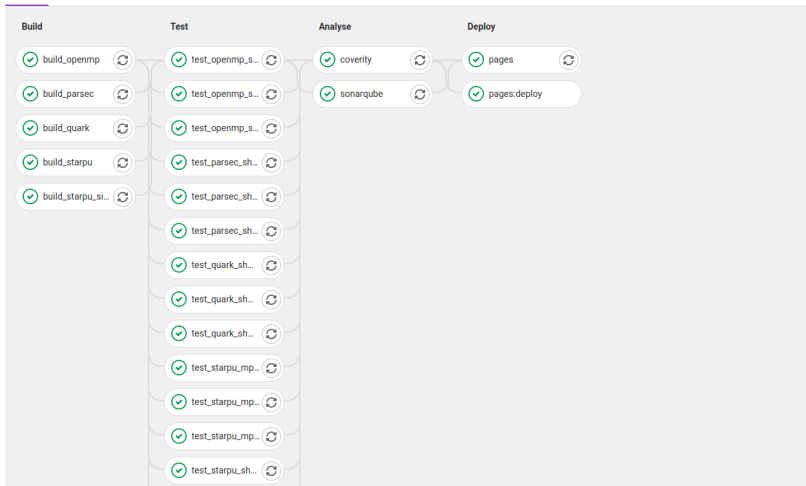 Build
build_openmp
build_parsec
build_quark
build_starpu
build_starpu_si...
Test
test_openmp_s...
test_openmp_s...
test_openmp_s...
test_parsec_sh...
test_parsec_sh...
test_parsec_sh...
test_quark_sh...
test_quark_sh...
test_quark_sh...
test_starpu_mp...
test_starpu_mp...
test_starpu_mp...
test_starpu_sh...
Analyse
coverity
sonarqube
Deploy
pages
pages:deploy